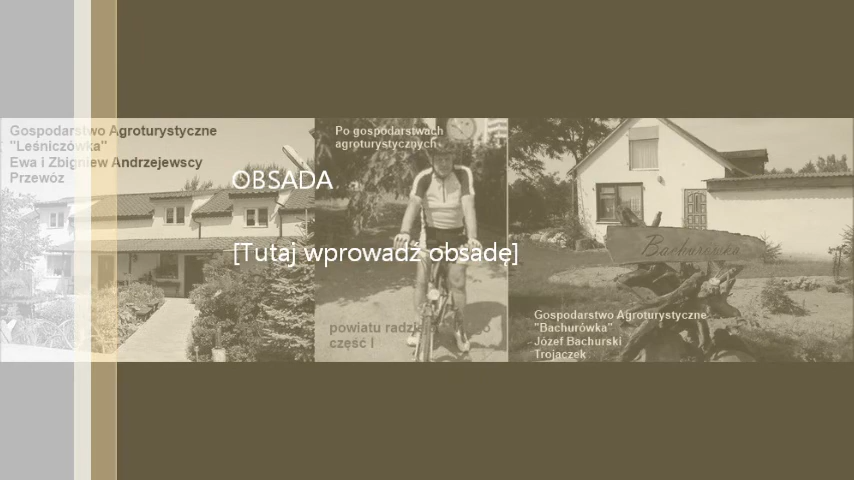 Gospodarstwo Agroturystyczne
"Leśniczówka"
Ewa i Zbigniew Andrzejewscy
Przewóz
Po gospodarstwach
agroturystycznych
OBSADA
[Tutaj wprowadź obsadę]
Bachurówka
powiatu
część I
Gospodarstwo Agroturystyczne
"Bachurówka"
Józef Bachurski
Trojaczek